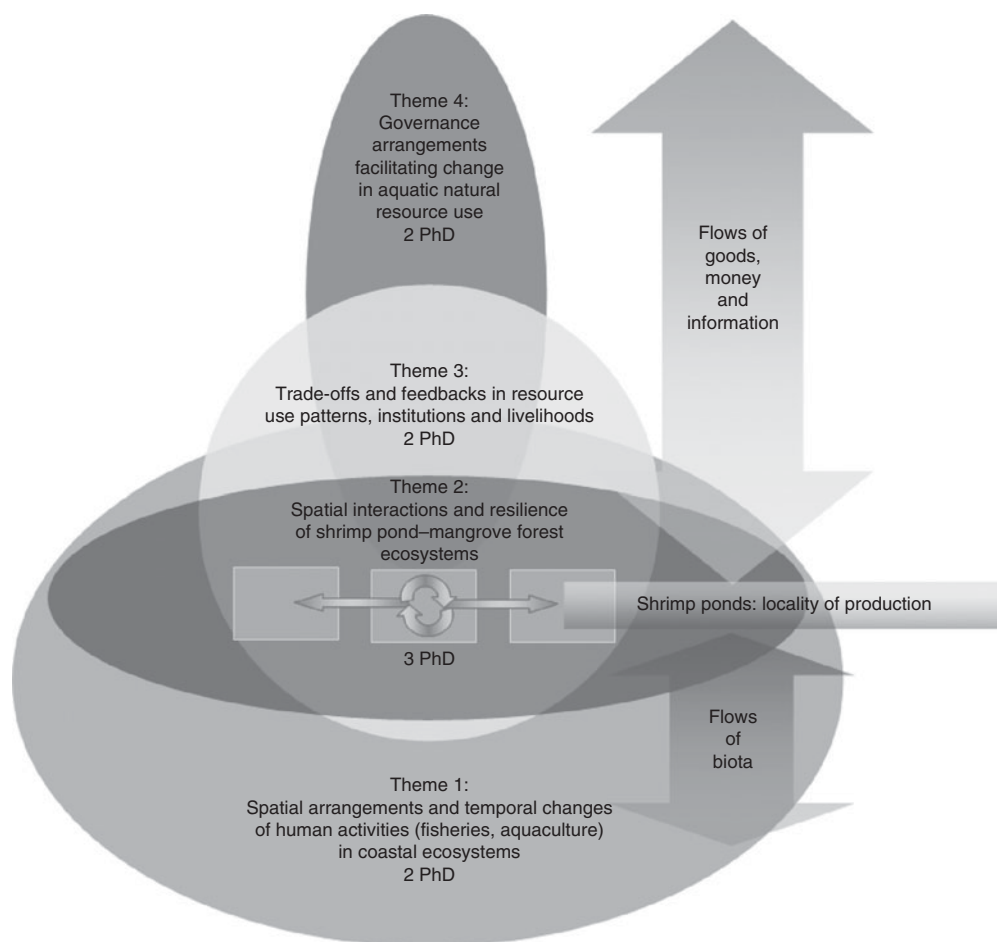 Theme 4:
Governance
arrangements
facilitating change
in aquatic natural
resource use
2 PhD
Flows of
goods,
money
and
information
Theme 3:
Trade-offs and feedbacks in resource
use patterns, institutions and livelihoods
2 PhD
Theme 2:
Spatial interactions and resilience
of shrimp pond–mangrove forest
ecosystems
3 PhD
Shrimp ponds: locality of production
Flows
of
biota
Theme 1:
Spatial arrangements and temporal changes
of human activities (fisheries, aquaculture)
in coastal ecosystems
2 PhD